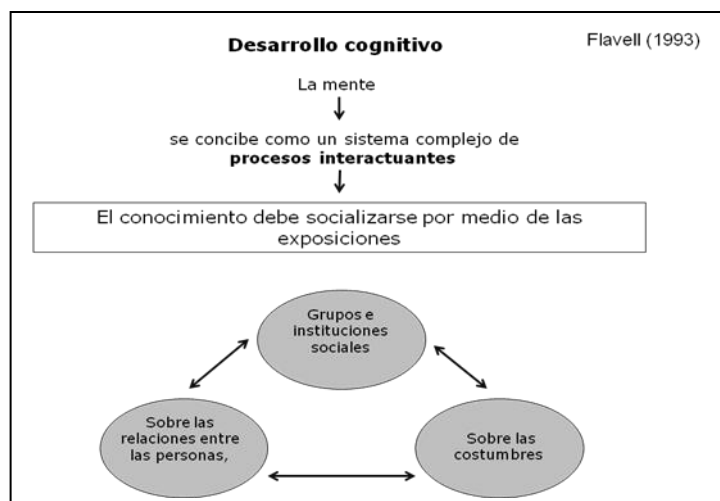 Desarrollo cognitivo
Flavell (1993)
La mente
se concibe como un sistema complejo de
procesos interactuantes
El conocimiento debe socializarse por medio de las
exposiciones
Grupos e
instituciones
sociales
Sobre las
relaciones entre
las personas,
Sobre las
costumbres